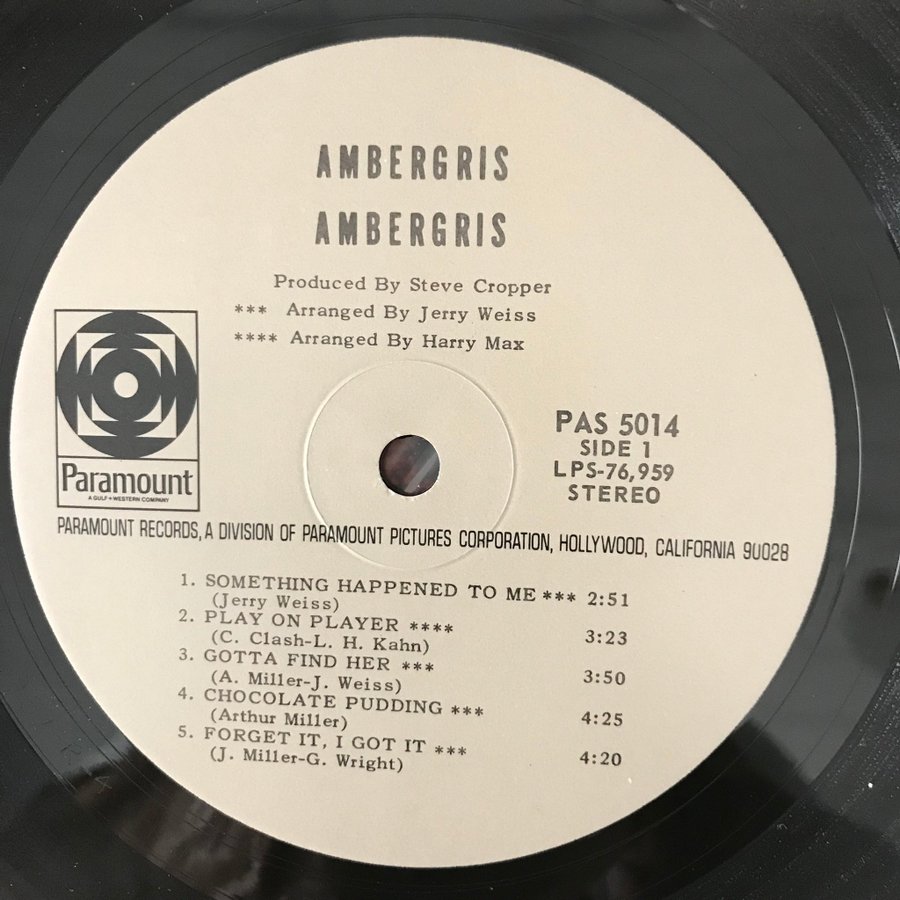 AMBERGRIS
AMBERGRIS
Produced By Steve Cropper
*** Arranged By Jerry Weiss
**** Arranged By Harry Max
PAS 5014
SIDE 1
LPS-76,959
STEREO
Paramount
A GULF+WESTERN COMPANY
PARAMOUNT RECORDS, A DIVISION OF PARAMOUNT PICTURES CORPORATION, HOLLYWOOD, CALIFORNIA 90028
1. SOMETHING HAPPENED TO ME *** 2:51
(Jerry Weiss)
2. PLAY ON PLAYER **** 3:23
(C. Clash-L. H. Kahn)
3. GOTTA FIND HER *** 3:50
(A. Miller-J. Weiss)
4. CHOCOLATE PUDDING *** 4:25
(Arthur Miller)
5. FORGET IT, I GOT IT *** 4:20
(J. Miller-G. Wright)